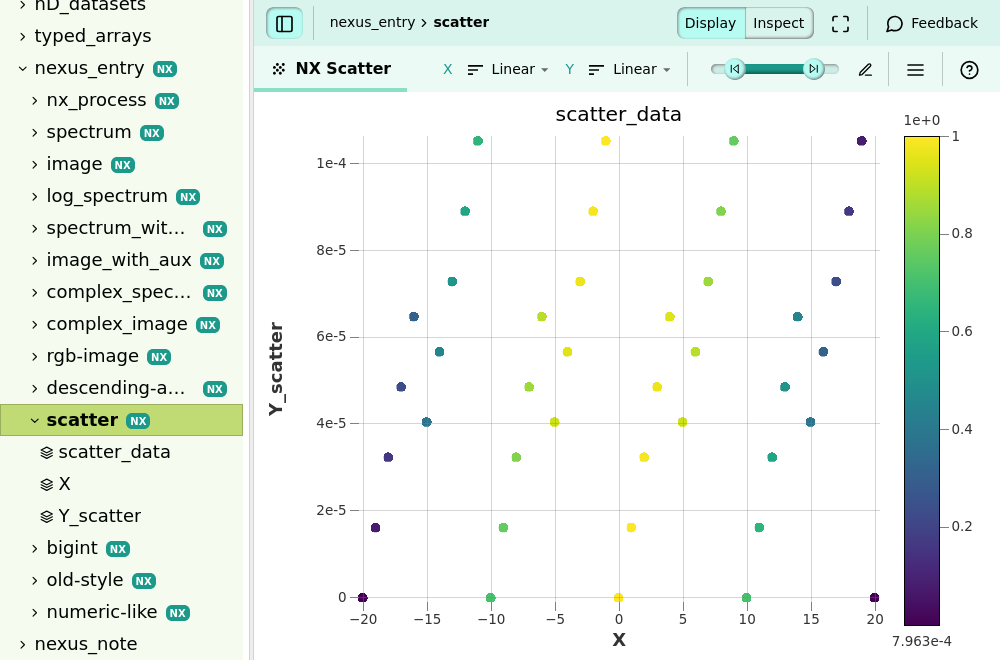 nD_datasets
typed_arrays
nexus_entry NX
nx_process NX
spectrum NX
image NX
log_spectrum NX
spectrum_wit... NX
image_with_aux NX
complex_spec... NX
complex_image NX
rgb-image NX
descending-a... NX
scatter NX
scatter_data
X
Y_scatter
bigint NX
old-style NX
numeric-like NX
nexus_note
nexus_entry › scatter
Display Inspect
Feedback
NX Scatter
X Linear
Y Linear
scatter_data
1e+0
1
0.8
0.6
0.4
0.2
7.963e-4
1e-4
8e-5
6e-5
4e-5
2e-5
0
Y_scatter
−20 −15 −10 −5 0 5 10 15 20
X